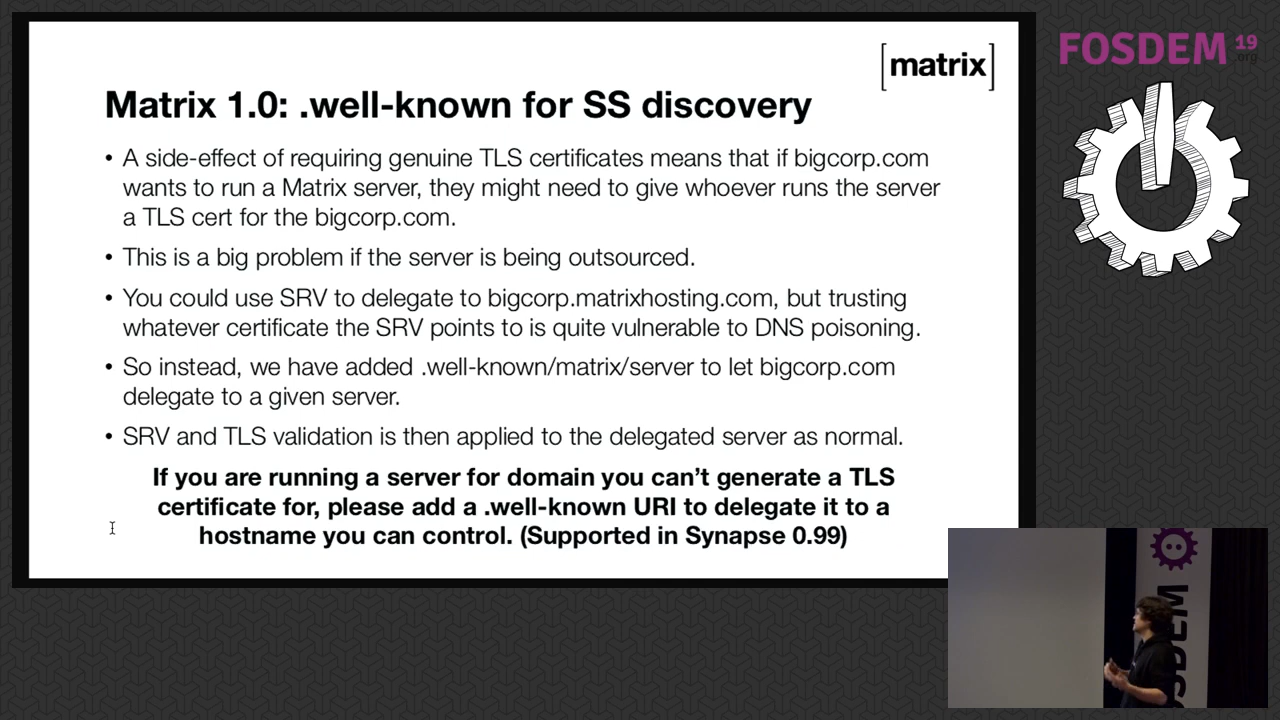 [matrix]
Matrix 1.0: .well-known for SS discovery
• A side-effect of requiring genuine TLS certificates means that if bigcorp.com
wants to run a Matrix server, they might need to give whoever runs the server
a TLS cert for the bigcorp.com.
• This is a big problem if the server is being outsourced.
• You could use SRV to delegate to bigcorp.matrixhosting.com, but trusting
whatever certificate the SRV points to is quite vulnerable to DNS poisoning.
• So instead, we have added .well-known/matrix/server to let bigcorp.com
delegate to a given server.
• SRV and TLS validation is then applied to the delegated server as normal.
If you are running a server for domain you can’t generate a TLS
certificate for, please add a .well-known URI to delegate it to a
hostname you can control. (Supported in Synapse 0.99)
FOSDEM 19
.org
OSDEM